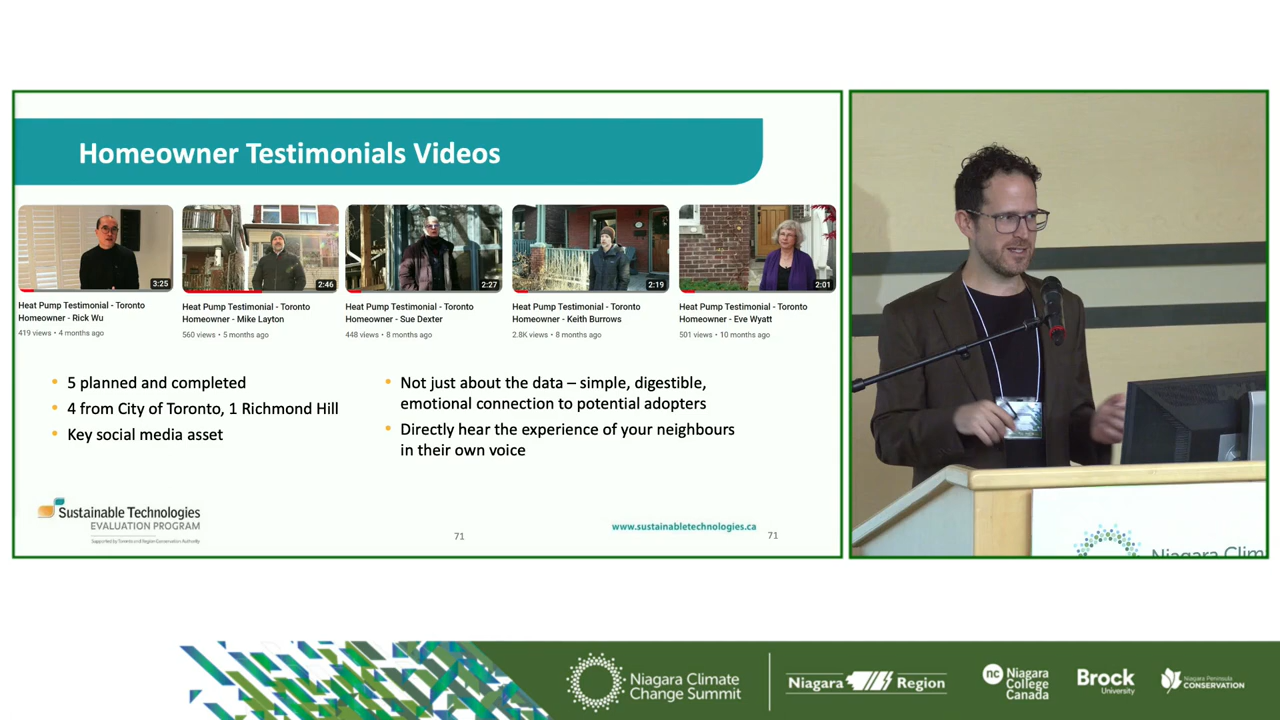 Homeowner Testimonials Videos
3:25
2:46
2:27
2:19
2:01
Heat Pump Testimonial - Toronto
Homeowner - Rick Wu
419 views • 4 months ago
Heat Pump Testimonial - Toronto
Homeowner - Mike Layton
560 views • 5 months ago
Heat Pump Testimonial - Toronto
Homeowner - Sue Dexter
448 views • 8 months ago
Heat Pump Testimonial - Toronto
Homeowner - Keith Burrows
2.8K views • 8 months ago
Heat Pump Testimonial - Toronto
Homeowner - Eve Wyatt
501 views • 10 months ago
• 5 planned and completed
• 4 from City of Toronto, 1 Richmond Hill
• Key social media asset
• Not just about the data – simple, digestible,
emotional connection to potential adopters
• Directly hear the experience of your neighbours
in their own voice
Sustainable Technologies
EVALUATION PROGRAM
Supported by Toronto and Region Conservation Authority
71
www.sustainabletechnologies.ca
71
Niagara Clim
Niagara Climate
Change Summit
Niagara Region
nc
Niagara
College
Canada
Brock
University
Niagara Peninsula
CONSERVATION